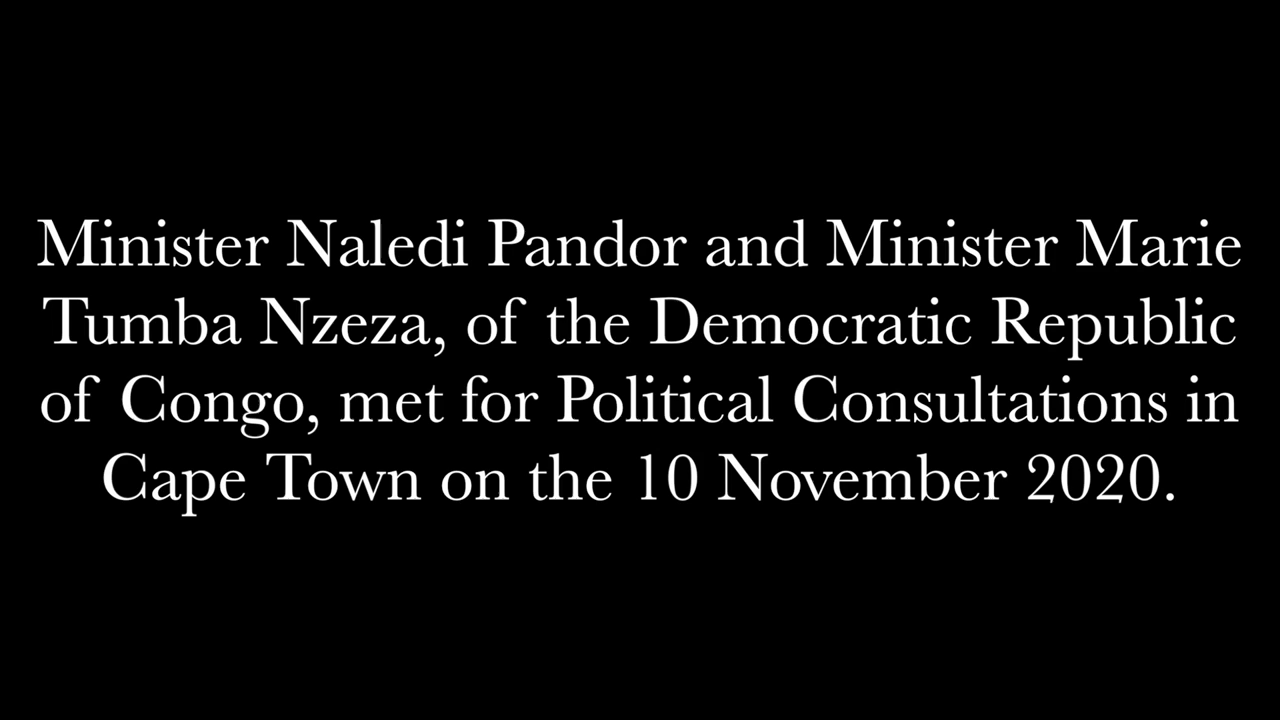 Minister Naledi Pandor and Minister Marie
Tumba Nzeza, of the Democratic Republic
of Congo, met for Political Consultations in
Cape Town on the 10 November 2020.